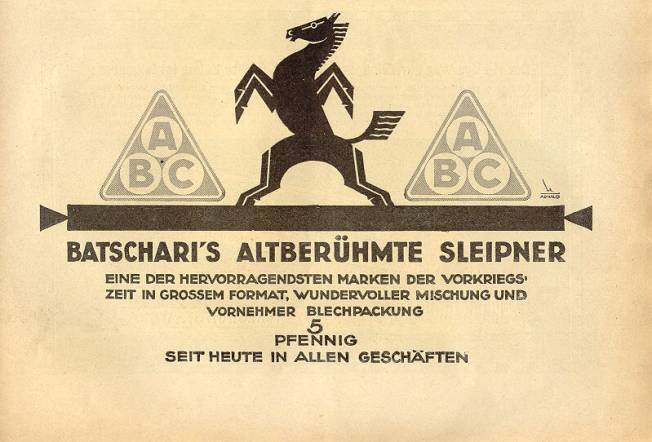 A
B C
A
B C
BATSCHARI'S ALTBERÜHMTE SLEIPNER
EINE DER HERVORRAGENDSTEN MARKEN DER VORKRIEGS-
ZEIT IN GROSSEM FORMAT, WUNDERVOLLER MISCHUNG UND
VORNEHMER BLECHPACKUNG
5
PFENNIG
SEIT HEUTE IN ALLEN GESCHÄFTEN